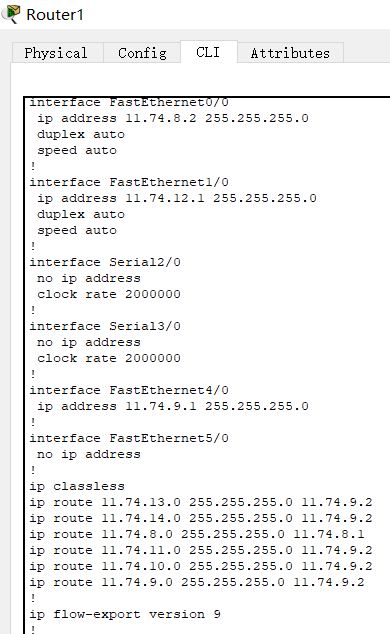 Router1
Physical Config CLI Attributes
interface FastEthernet0/0
ip address 11.74.8.2 255.255.255.0
duplex auto
speed auto
!
interface FastEthernet1/0
ip address 11.74.12.1 255.255.255.0
duplex auto
speed auto
!
interface Serial2/0
no ip address
clock rate 2000000
!
interface Serial3/0
no ip address
clock rate 2000000
!
interface FastEthernet4/0
ip address 11.74.9.1 255.255.255.0
!
interface FastEthernet5/0
no ip address
!
ip classless
ip route 11.74.13.0 255.255.255.0 11.74.9.2
ip route 11.74.14.0 255.255.255.0 11.74.9.2
ip route 11.74.8.0 255.255.255.0 11.74.8.1
ip route 11.74.11.0 255.255.255.0 11.74.9.2
ip route 11.74.10.0 255.255.255.0 11.74.9.2
ip route 11.74.9.0 255.255.255.0 11.74.9.2
!
ip flow-export version 9
!